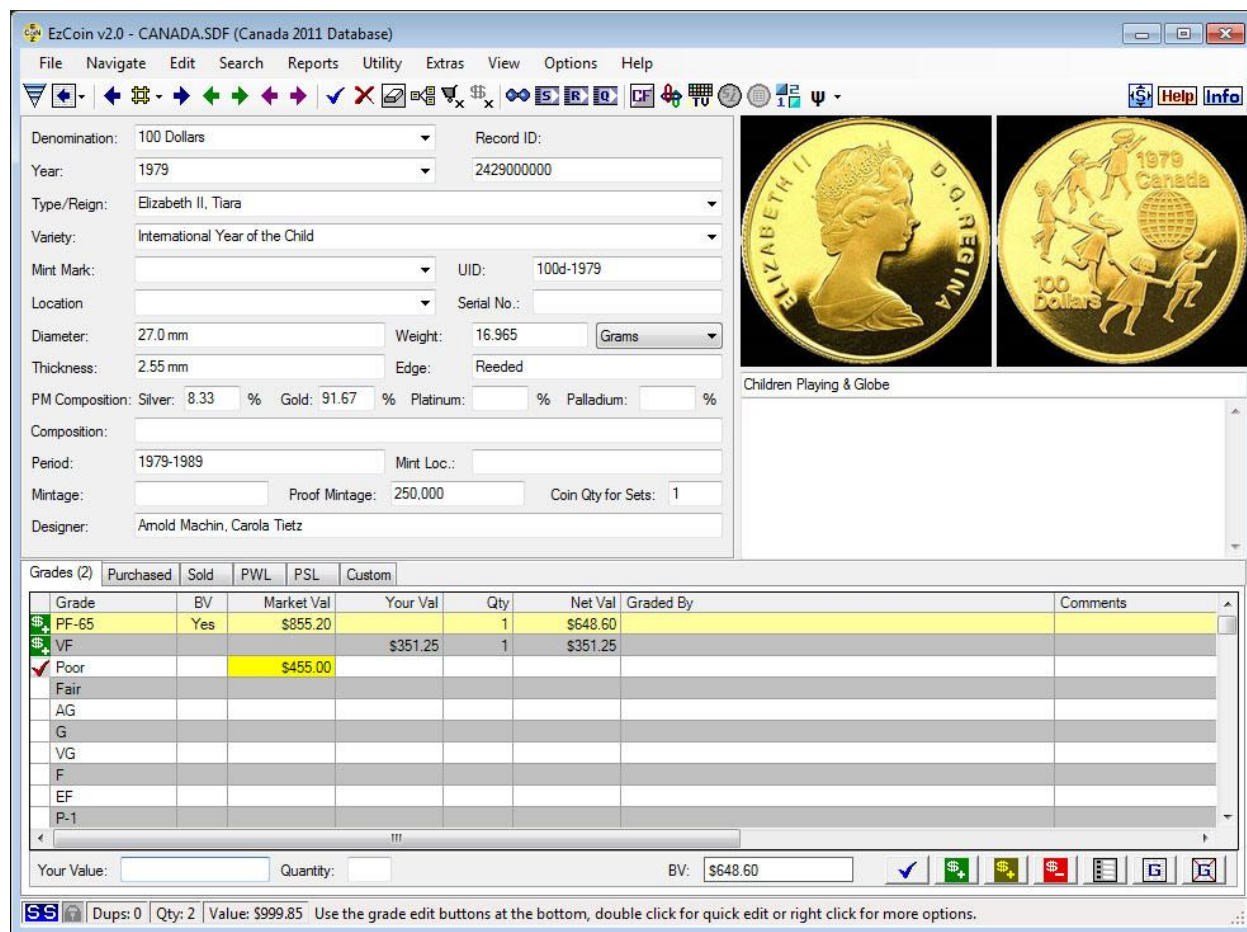 EzCoin v2.0 - CANADA.SDF (Canada 2011 Database)
File Navigate Edit Search Reports Utility Extras View Options Help
S R Q CF TV $ Help Info
Denomination: 100 Dollars Record ID:
Year: 1979 2429000000
Type/Reign: Elizabeth II, Tiara
Variety: International Year of the Child
Mint Mark: UID: 100d-1979
Location Serial No.:
Diameter: 27.0 mm Weight: 16.965 Grams
Thickness: 2.55 mm Edge: Reeded
PM Composition: Silver: 8.33 % Gold: 91.67 % Platinum: % Palladium: %
Composition:
Period: 1979-1989 Mint Loc.:
Mintage: Proof Mintage: 250,000 Coin Qty for Sets: 1
Designer: Arnold Machin, Carola Tietz
ELIZABETH II D.G. REGINA
1979
Canada
100
Dollars
Children Playing & Globe
Grades (2) Purchased Sold PWL PSL Custom
Grade BV Market Val Your Val Qty Net Val Graded By Comments
PF-65 Yes $855.20 1 $648.60
VF $351.25 1 $351.25
Poor $455.00
Fair
AG
G
VG
F
EF
P-1
Your Value: Quantity: BV: $648.60 $+ $+ $- G G
SS Dups: 0 Qty: 2 Value: $999.85 Use the grade edit buttons at the bottom, double click for quick edit or right click for more options.